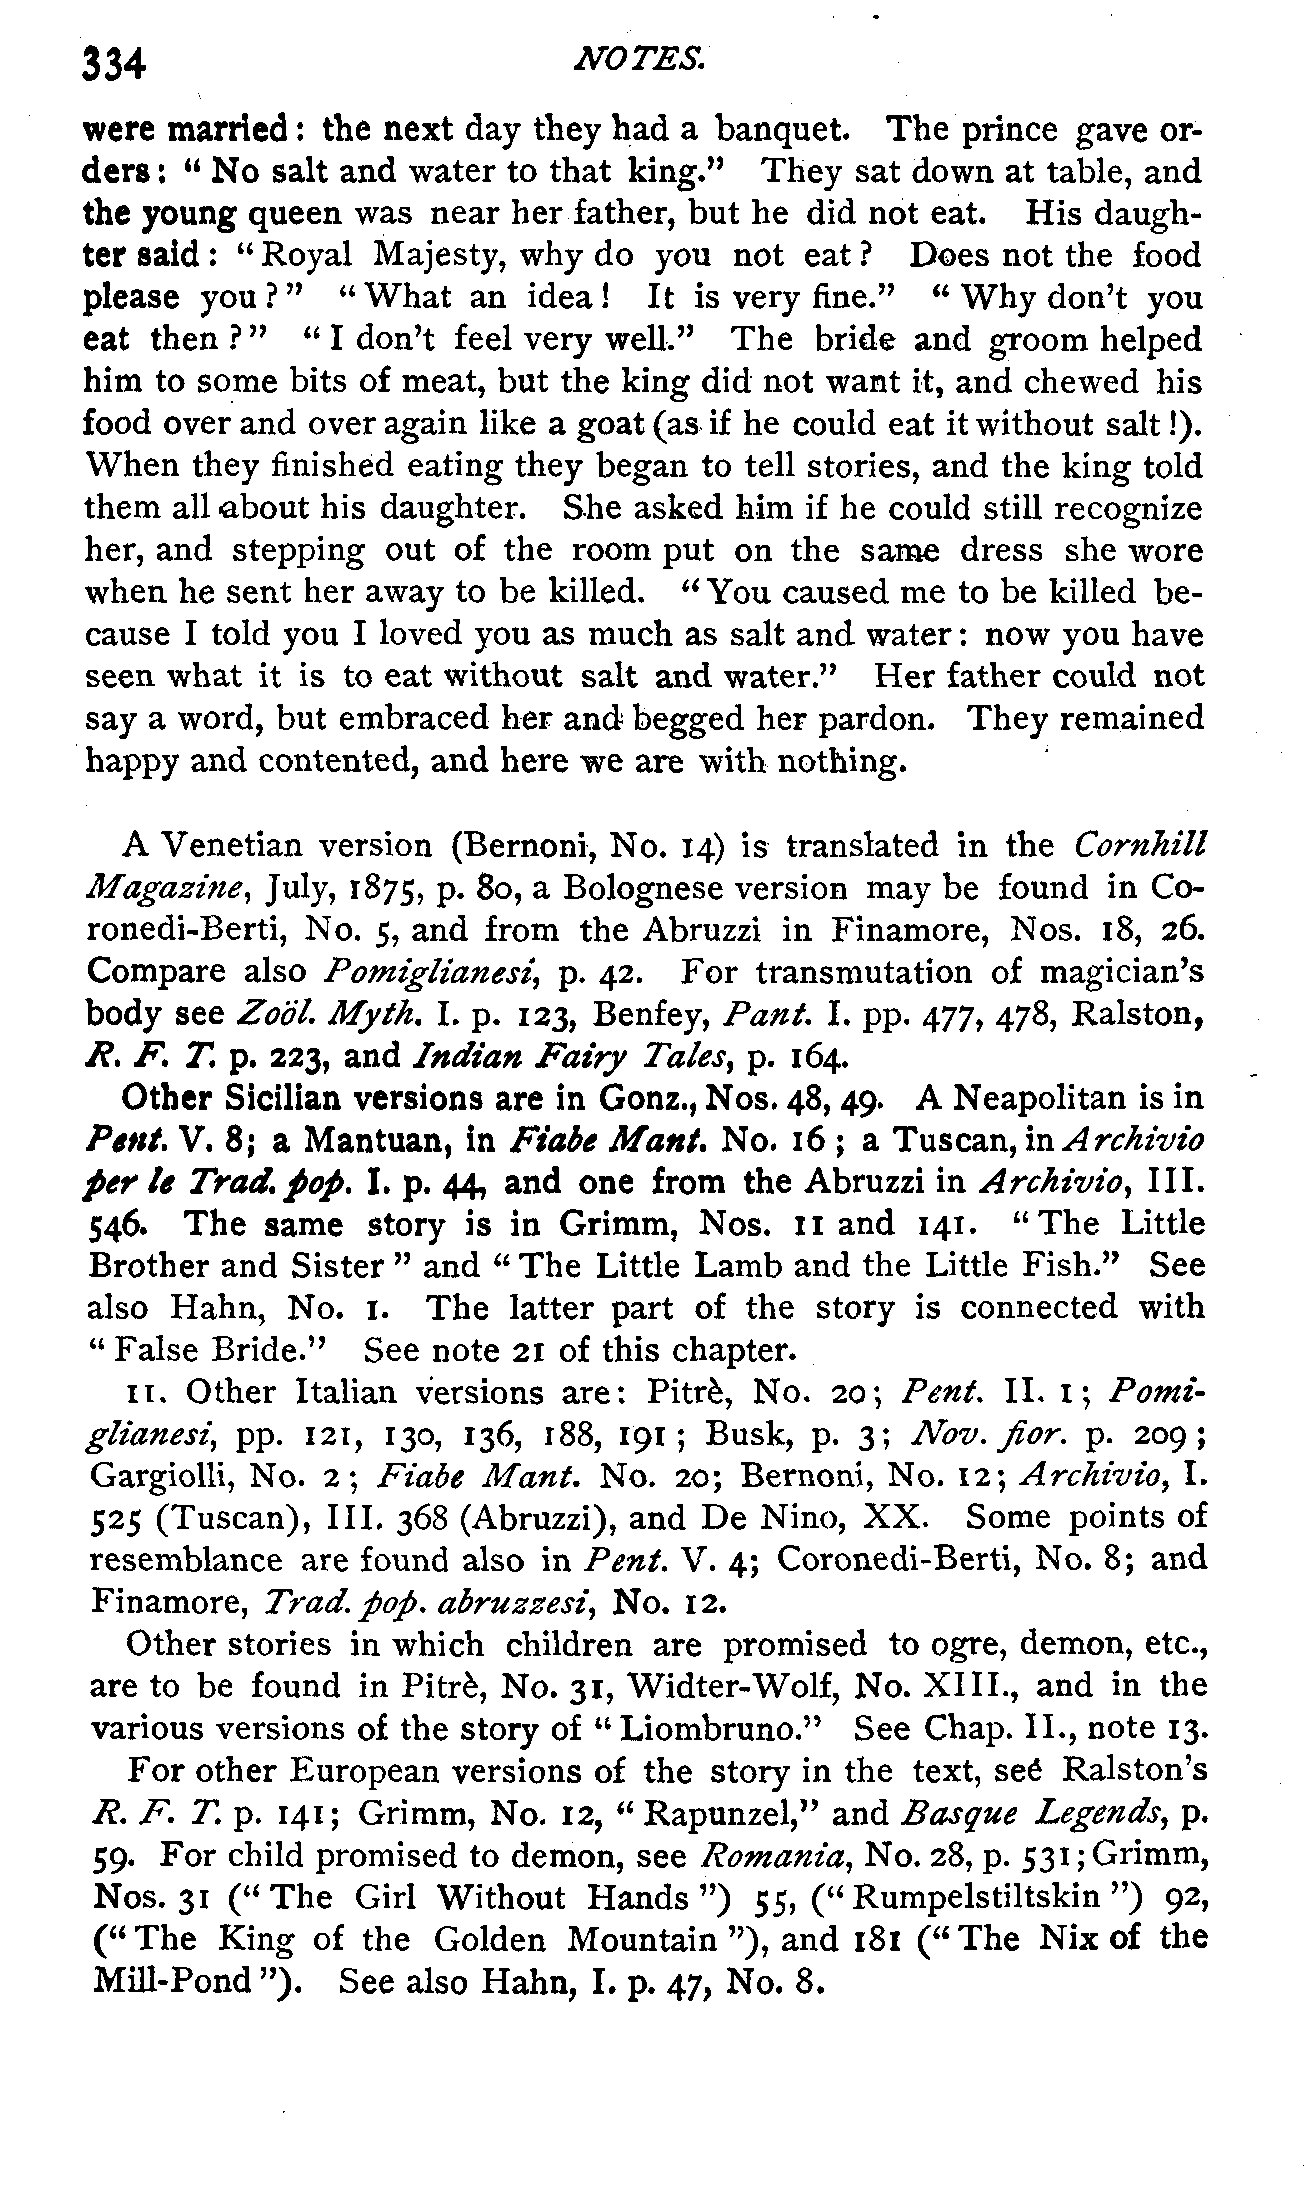 334 NOTES.
were married: the next day they had a banquet. The prince gave or-
ders: "No salt and water to that king." They sat down at table, and
the young queen was near her father, but he did not eat. His daugh-
ter said: "Royal Majesty, why do you not eat? Does not the food
please you?" "What an idea! It is very fine." "Why don't you
eat then?" "I don't feel very well." The bride and groom helped
him to some bits of meat, but the king did not want it, and chewed his
food over and over again like a goat (as if he could eat it without salt!).
When they finished eating they began to tell stories, and the king told
them all about his daughter. She asked him if he could still recognize
her, and stepping out of the room put on the same dress she wore
when he sent her away to be killed. "You caused me to be killed be-
cause I told you I loved you as much as salt and water: now you have
seen what it is to eat without salt and water." Her father could not
say a word, but embraced her and begged her pardon. They remained
happy and contented, and here we are with nothing.
A Venetian version (Bernoni, No. 14) is translated in the Cornhill
Magazine, July, 1875, p. 80, a Bolognese version may be found in Co-
ronedi-Berti, No. 5, and from the Abruzzi in Finamore, Nos. 18, 26.
Compare also Pomiglianesi, p. 42. For transmutation of magician's
body see Zoöl. Myth. I. p. 123, Benfey, Pant. I. pp. 477, 478, Ralston,
R. F. T. p. 223, and Indian Fairy Tales, p. 164.
Other Sicilian versions are in Gonz., Nos. 48, 49. A Neapolitan is in
Pent. V. 8; a Mantuan, in Fiabe Mant. No. 16; a Tuscan, in Archivio
per le Trad. pop. I. p. 44, and one from the Abruzzi in Archivio, III.
546. The same story is in Grimm, Nos. 11 and 141. "The Little
Brother and Sister" and "The Little Lamb and the Little Fish." See
also Hahn, No. 1. The latter part of the story is connected with
"False Bride." See note 21 of this chapter.
11. Other Italian versions are: Pitrè, No. 20; Pent. II. 1; Pomi-
glianesi, pp. 121, 130, 136, 188, 191; Busk, p. 3; Nov. fior. p. 209;
Gargiolli, No. 2; Fiabe Mant. No. 20; Bernoni, No. 12; Archivio, I.
525 (Tuscan), III. 368 (Abruzzi), and De Nino, XX. Some points of
resemblance are found also in Pent. V. 4; Coronedi-Berti, No. 8; and
Finamore, Trad. pop. abruzzesi, No. 12.
Other stories in which children are promised to ogre, demon, etc.,
are to be found in Pitrè, No. 31, Widter-Wolf, No. XIII., and in the
various versions of the story of "Liombruno." See Chap. II., note 13.
For other European versions of the story in the text, see Ralston's
R. F. T. p. 141; Grimm, No. 12, "Rapunzel," and Basque Legends, p.
59. For child promised to demon, see Romania, No. 28, p. 531; Grimm,
Nos. 31 ("The Girl Without Hands") 55, ("Rumpelstiltskin") 92,
("The King of the Golden Mountain"), and 181 ("The Nix of the
Mill-Pond"). See also Hahn, I. p. 47, No. 8.